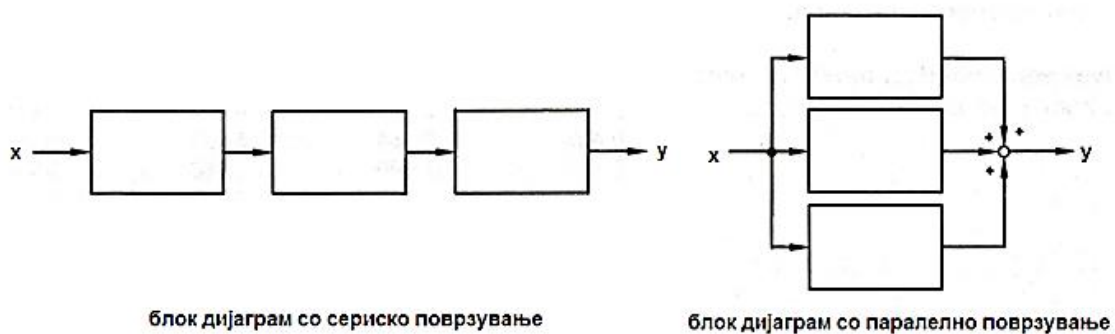 x
y
блок дијаграм со сериско поврзување
+
+
x
y
+
блок дијаграм со паралелно поврзување